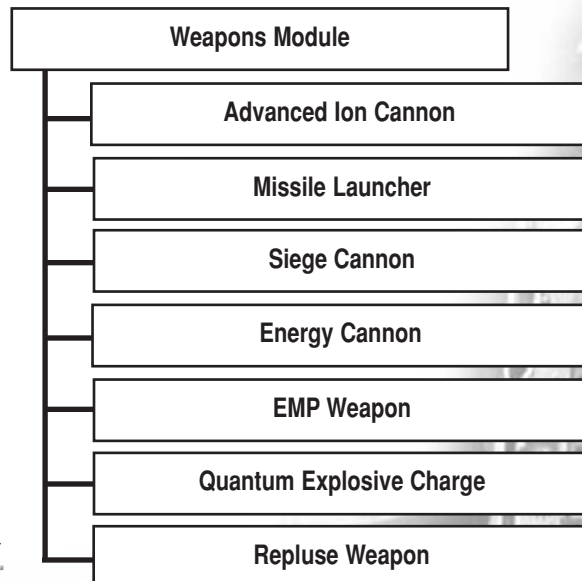 Weapons Module
Advanced Ion Cannon
Missile Launcher
Siege Cannon
Energy Cannon
EMP Weapon
Quantum Explosive Charge
Repluse Weapon